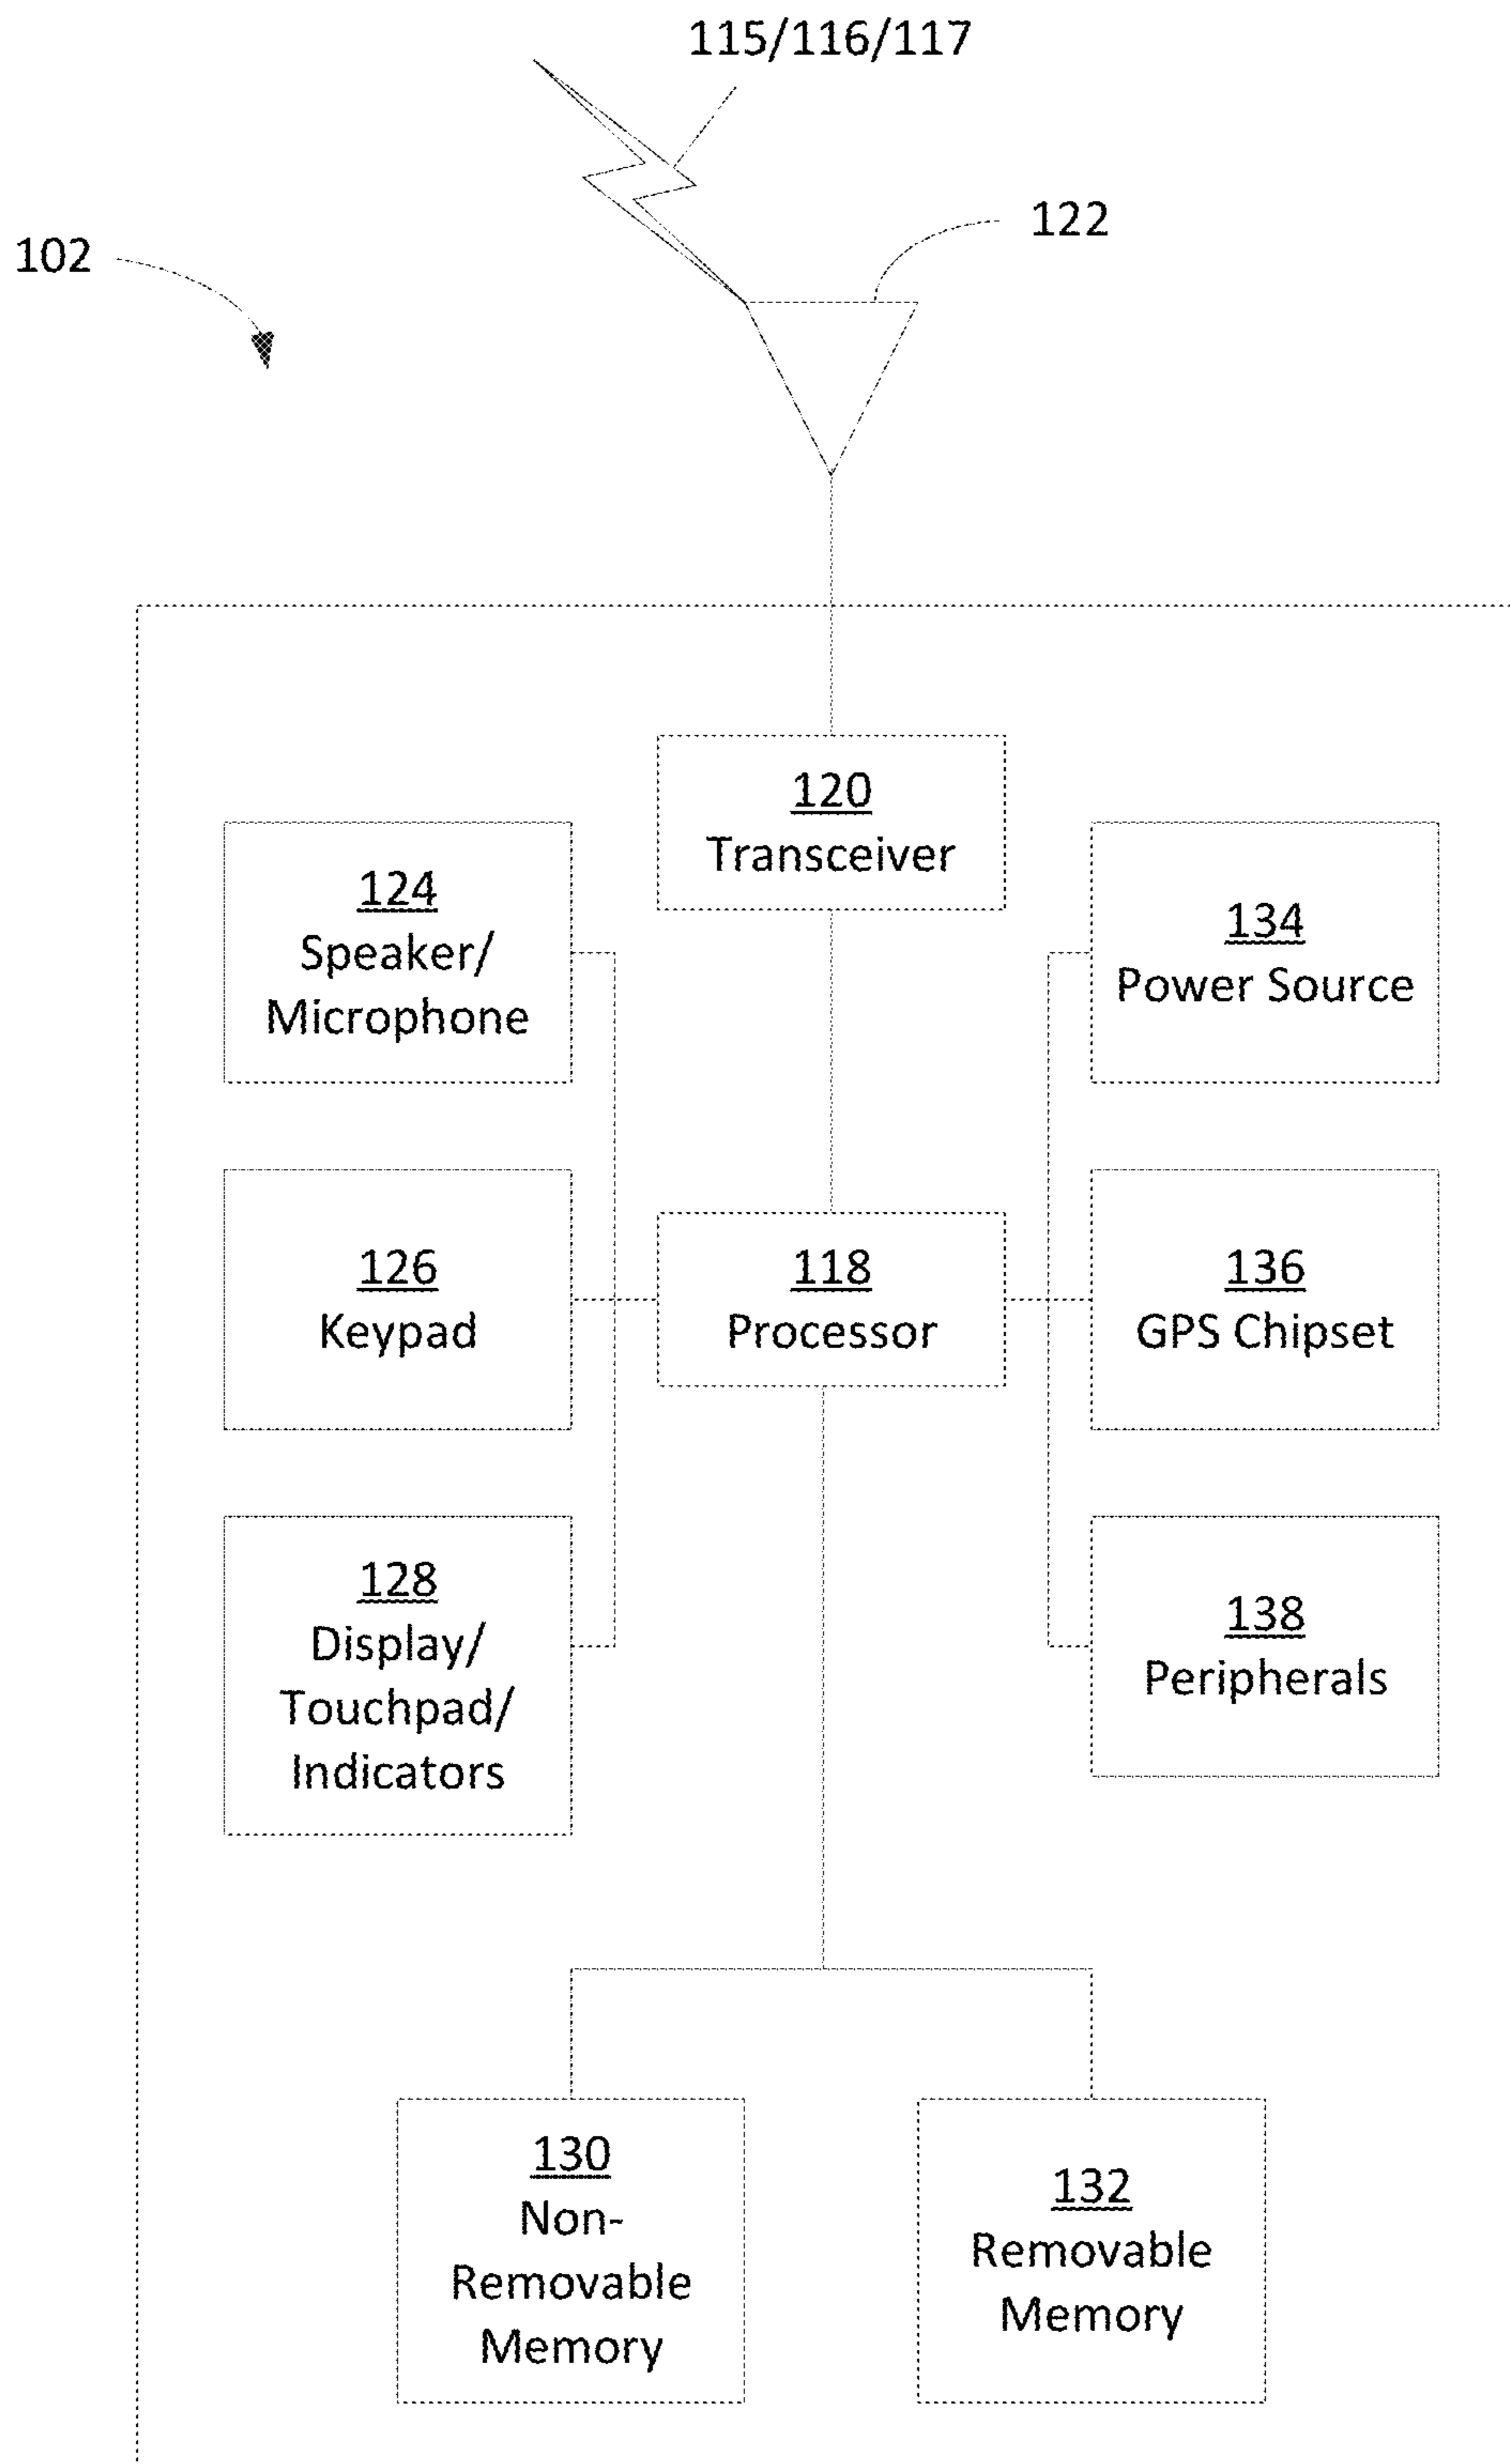 115/116/117
122
102
120
Transceiver
124
Speaker/
Microphone
134
Power Source
126
Keypad
118
Processor
136
GPS Chipset
128
Display/
Touchpad/
Indicators
138
Peripherals
130
Non-
Removable
Memory
132
Removable
Memory